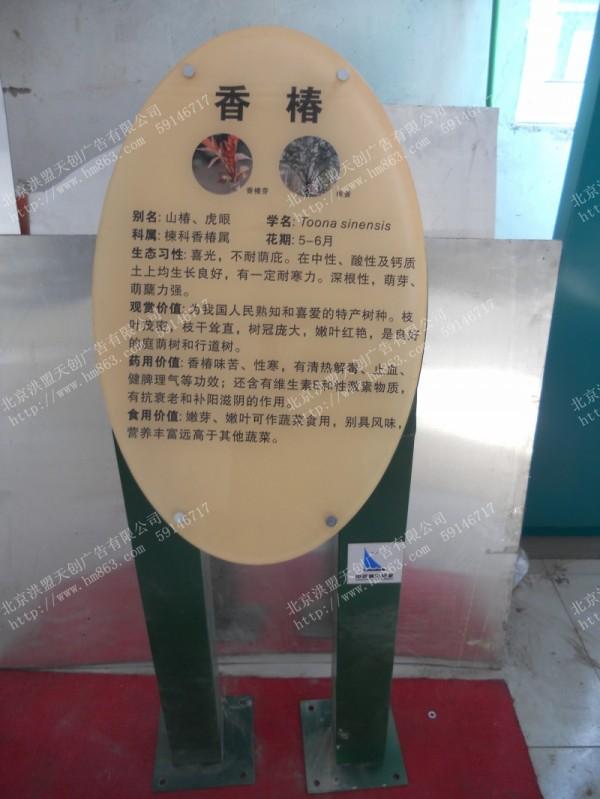 香 椿
香椿芽
别名: 山椿、虎眼 学名: Toona sinensis
科属: 楝科香椿属 花期: 5-6月
生态习性: 喜光，不耐荫庇。在中性、酸性及钙质
土上均生长良好，有一定耐寒力。深根性，萌芽、
萌蘖力强。
观赏价值: 为我国人民熟知和喜爱的特产树种。枝
叶茂密，枝干耸直，树冠庞大，嫩叶红艳，是良好
的庭荫树和行道树。
药用价值: 香椿味苦、性寒，有清热解毒、止血、
健脾理气等功效；还含有维生素E和性激素物质，
有抗衰老和补阳滋阴的作用。
食用价值: 嫩芽、嫩叶可作蔬菜食用，别具风味，
营养丰富远高于其他蔬菜。
北京洪盟天创广告有限公司
http://www.hm863.com 59146717